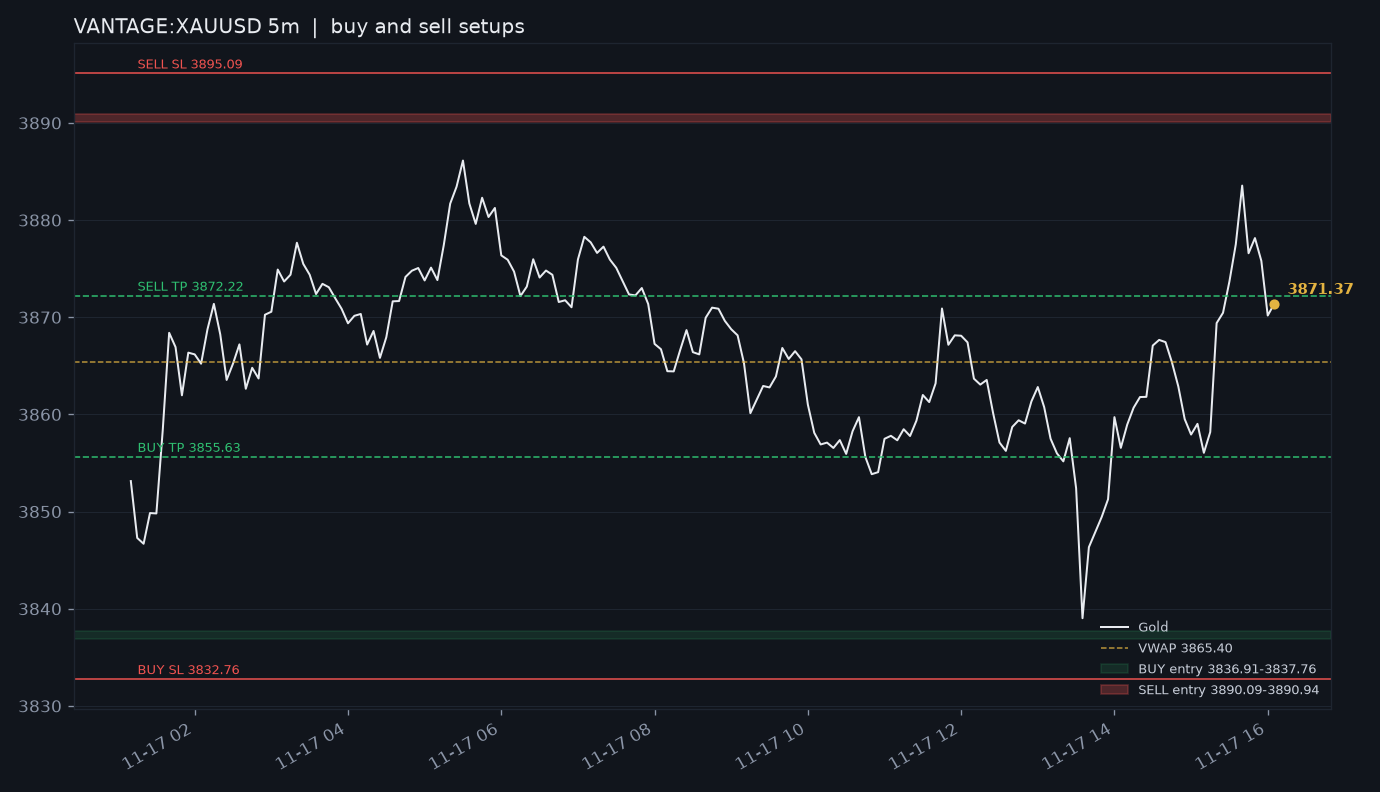 VANTAGE:XAUUSD 5m | buy and sell setups
SELL SL 3895.09
3890
3880
SELL TP 3872.22
3871.37
3870
3860
BUY TP 3855.63
3850
3840
Gold
VWAP 3865.40
BUY SL 3832.76
BUY entry 3836.91-3837.76
SELL entry 3890.09-3890.94
3830
11-17 02
11-17 04
11-17 06
11-17 08
11-17 10
11-17 12
11-17 14
11-17 16